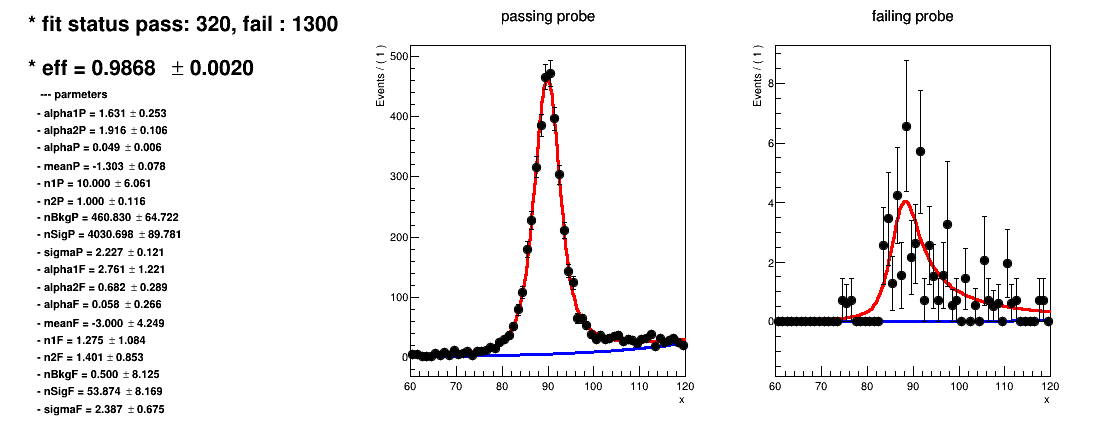 * fit status pass: 320, fail : 1300
* eff = 0.9868 ± 0.0020
--- parmeters
- alpha1P = 1.631 ± 0.253
- alpha2P = 1.916 ± 0.106
- alphaP = 0.049 ± 0.006
- meanP = -1.303 ± 0.078
- n1P = 10.000 ± 6.061
- n2P = 1.000 ± 0.116
- nBkgP = 460.830 ± 64.722
- nSigP = 4030.698 ± 89.781
- sigmaP = 2.227 ± 0.121
- alpha1F = 2.761 ± 1.221
- alpha2F = 0.682 ± 0.289
- alphaF = 0.058 ± 0.266
- meanF = -3.000 ± 4.249
- n1F = 1.275 ± 1.084
- n2F = 1.401 ± 0.853
- nBkgF = 0.500 ± 8.125
- nSigF = 53.874 ± 8.169
- sigmaF = 2.387 ± 0.675
passing probe
Events / ( 1 )
500
400
300
200
100
0
60 70 80 90 100 110 120
x
failing probe
Events / ( 1 )
8
6
4
2
0
60 70 80 90 100 110 120
x